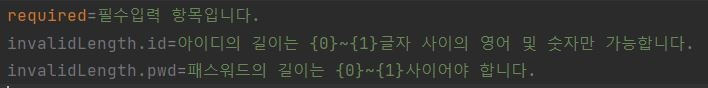 required=필수입력 항목입니다.
invalidLength.id=아이디의 길이는 {0}~{1}글자 사이의 영어 및 숫자만 가능합니다.
invalidLength.pwd=패스워드의 길이는 {0}~{1}사이어야 합니다.